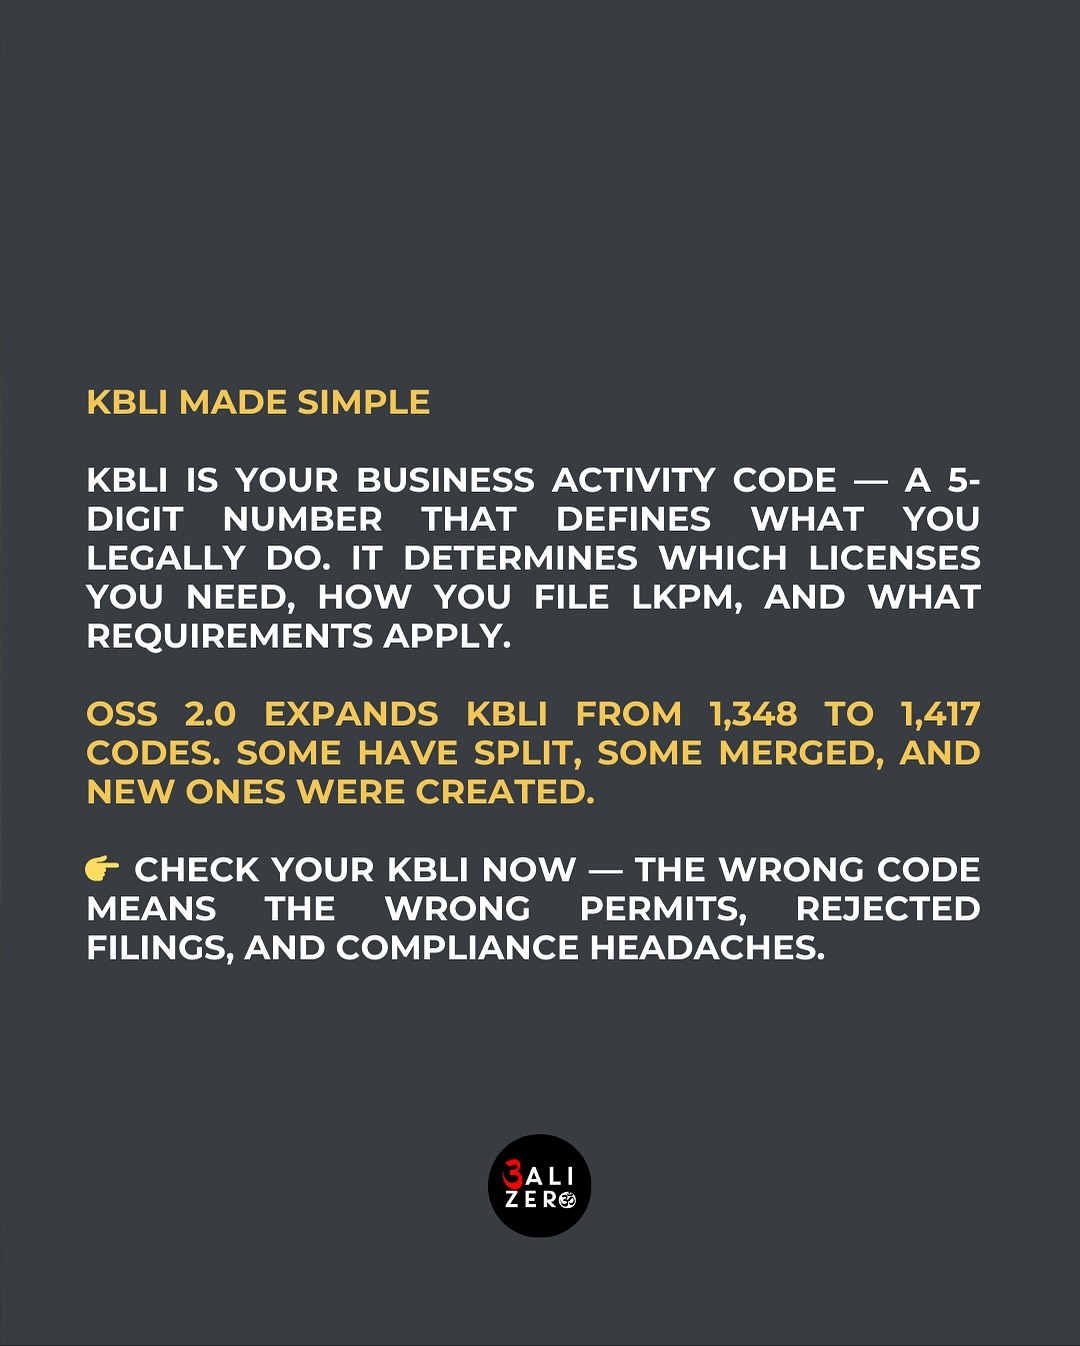 KBLI MADE SIMPLE
KBLI IS YOUR BUSINESS ACTIVITY CODE — A 5-
DIGIT NUMBER THAT DEFINES WHAT YOU
LEGALLY DO. IT DETERMINES WHICH LICENSES
YOU NEED, HOW YOU FILE LKPM, AND WHAT
REQUIREMENTS APPLY.
OSS 2.0 EXPANDS KBLI FROM 1,348 TO 1,417
CODES. SOME HAVE SPLIT, SOME MERGED, AND
NEW ONES WERE CREATED.
👉 CHECK YOUR KBLI NOW — THE WRONG CODE
MEANS THE WRONG PERMITS, REJECTED
FILINGS, AND COMPLIANCE HEADACHES.
3ALI
ZERO